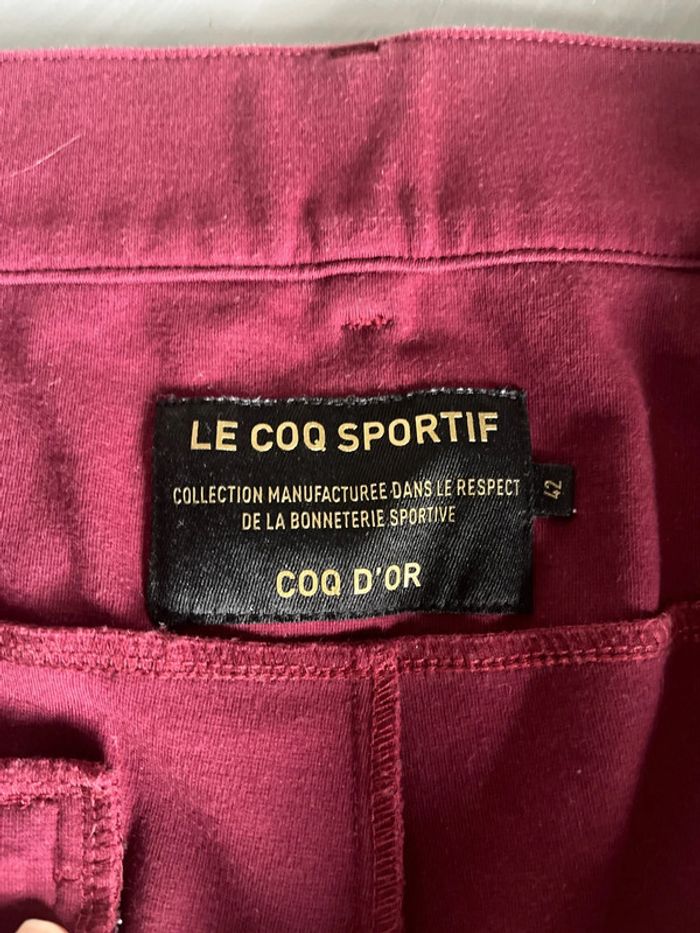 LE COQ SPORTIF
COLLECTION MANUFACTUREE DANS LE RESPECT
DE LA BONNETERIE SPORTIVE
COQ D'OR
42